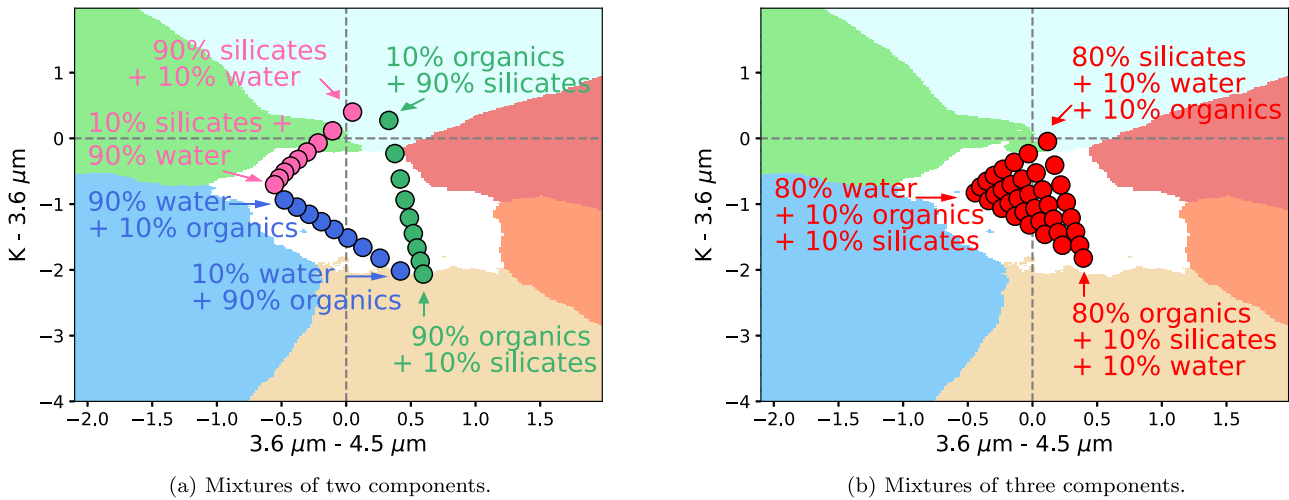 90% silicates
+ 10% water
10% organics
+ 90% silicates
10% silicates +
90% water
90% water
+ 10% organics
10% water
+ 90% organics
90% organics
+ 10% silicates
K - 3.6 μm
1
0
−1
−2
−3
−4
−2.0 −1.5 −1.0 −0.5 0.0 0.5 1.0 1.5
3.6 μm - 4.5 μm
(a) Mixtures of two components.
80% silicates
+ 10% water
+ 10% organics
80% water
+ 10% organics
+ 10% silicates
80% organics
+ 10% silicates
+ 10% water
K - 3.6 μm
1
0
−1
−2
−3
−4
−2.0 −1.5 −1.0 −0.5 0.0 0.5 1.0 1.5
3.6 μm - 4.5 μm
(b) Mixtures of three components.